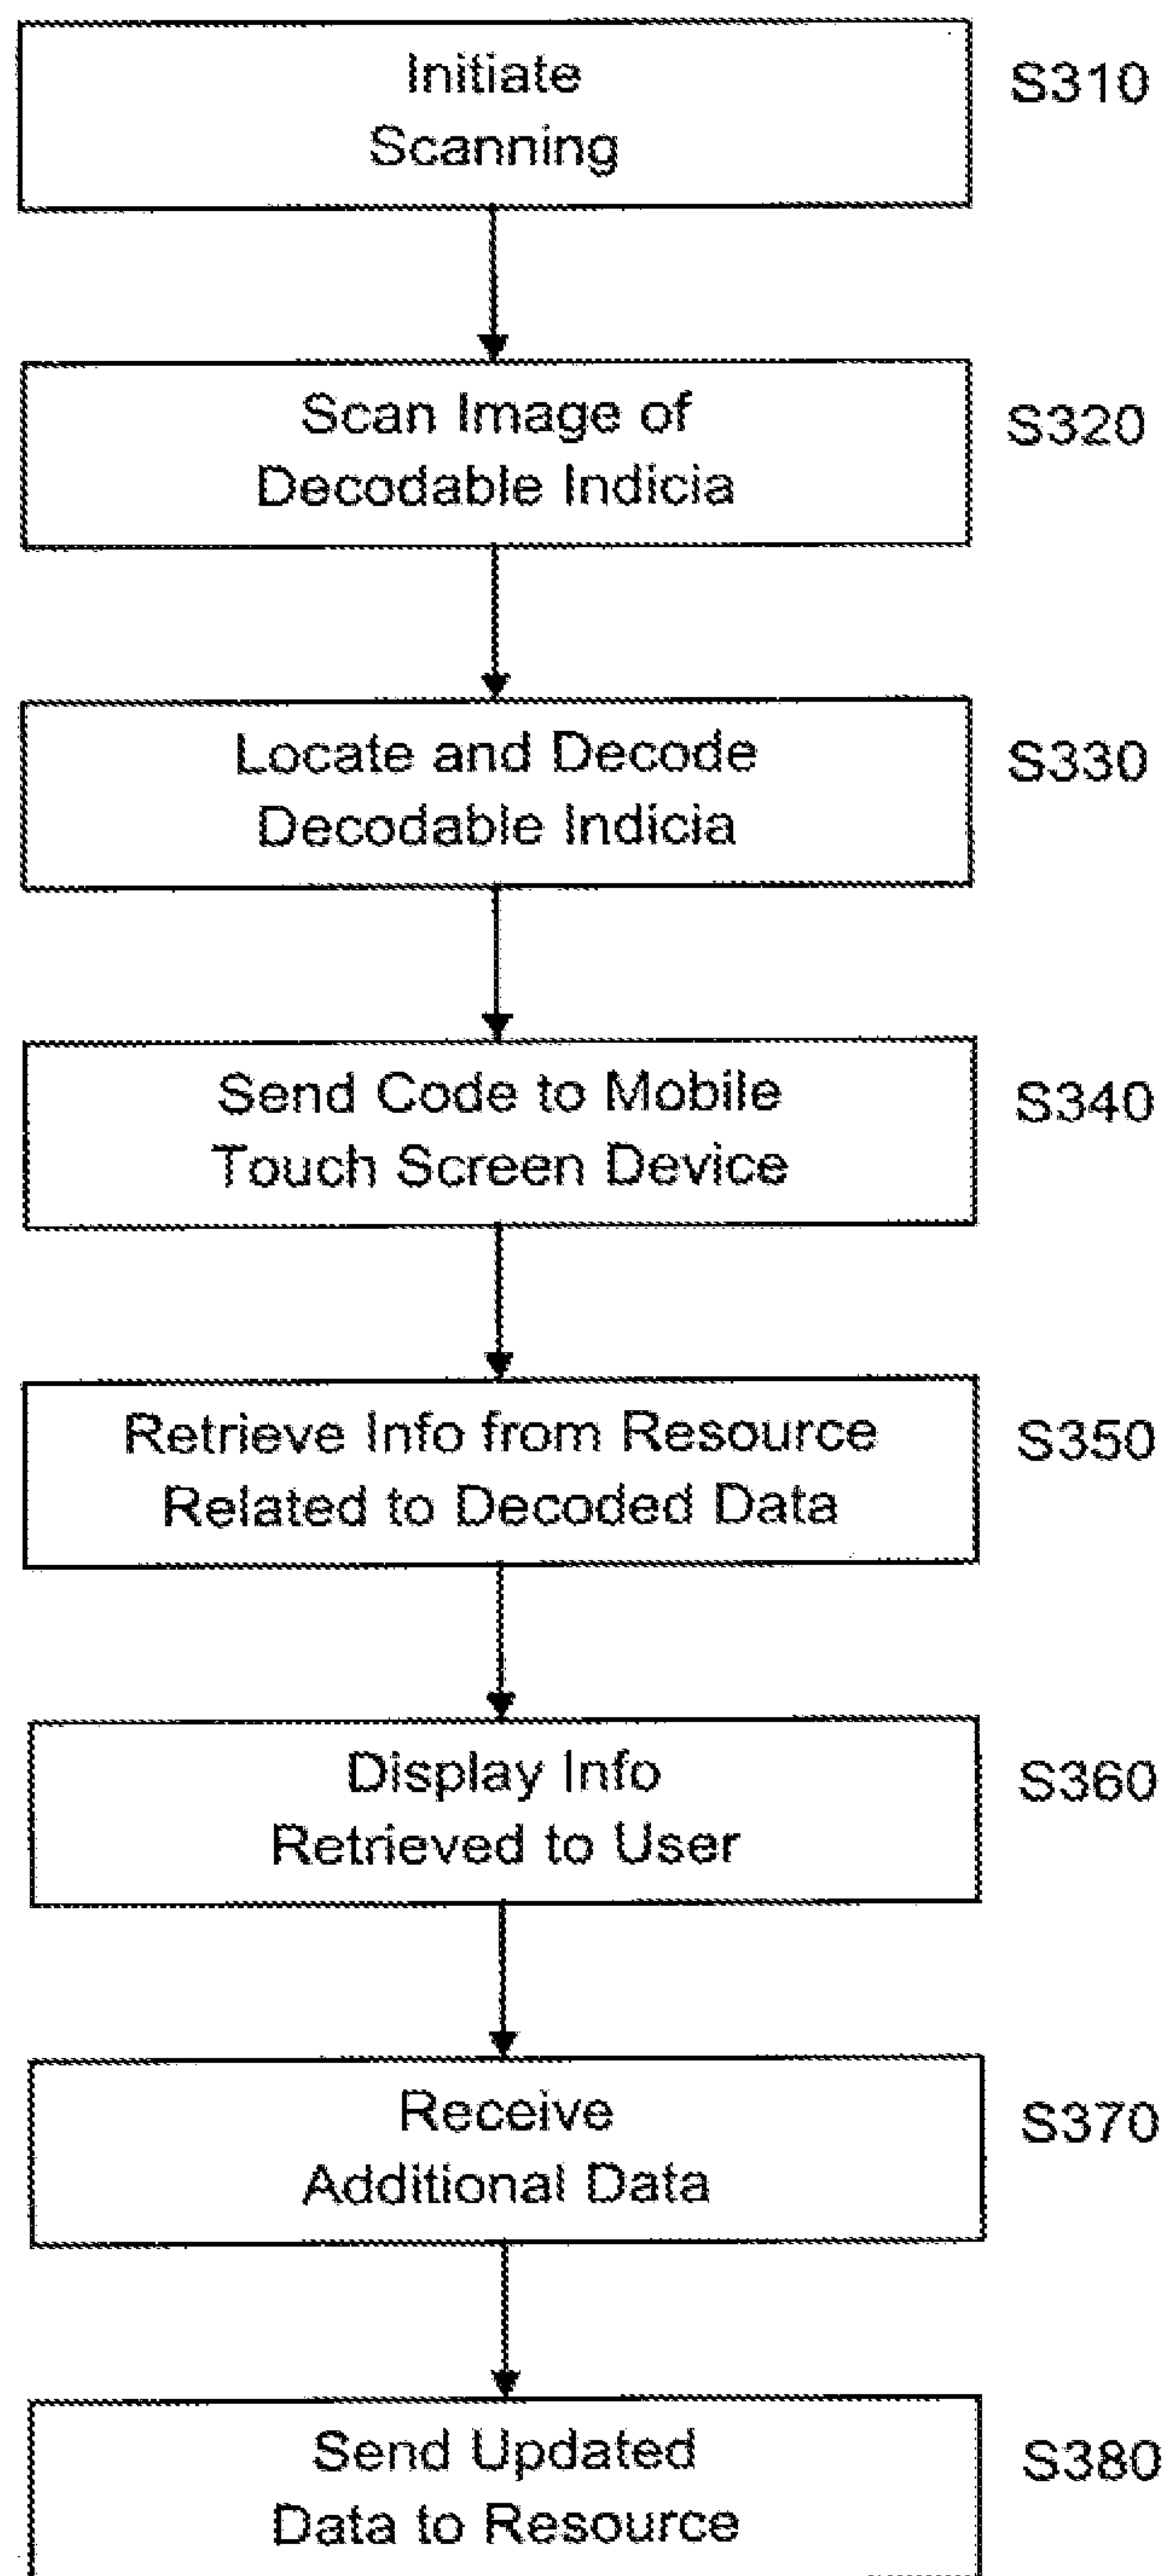 Initiate
Scanning
S310
Scan Image of
Decodable Indicia
S320
Locate and Decode
Decodable Indicia
S330
Send Code to Mobile
Touch Screen Device
S340
Retrieve Info from Resource
Related to Decoded Data
S350
Display Info
Retrieved to User
S360
Receive
Additional Data
S370
Send Updated
Data to Resource
S380